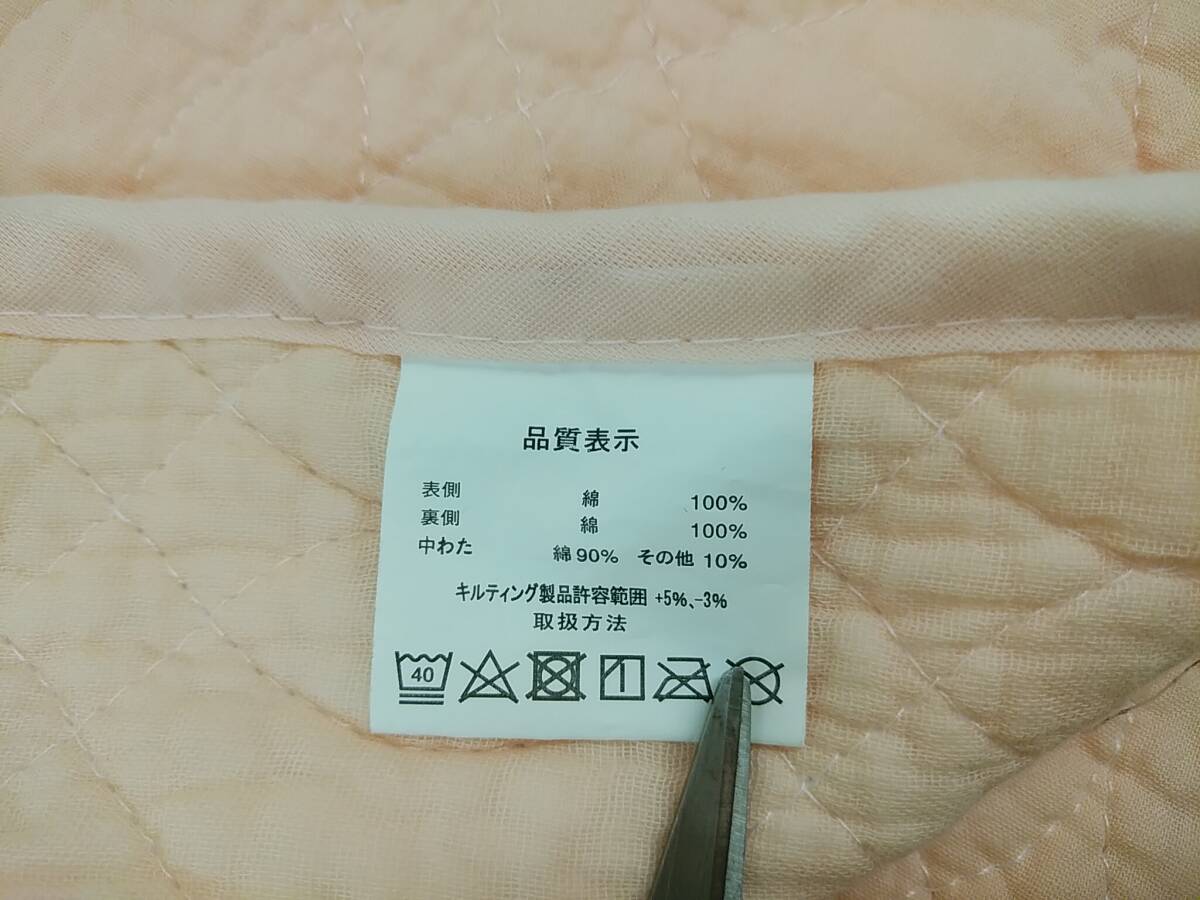 品質表示
表側 綿 100%
裏側 綿 100%
中わた 綿90% その他 10%
キルティング製品許容範囲 +5%、-3%
取扱方法
40